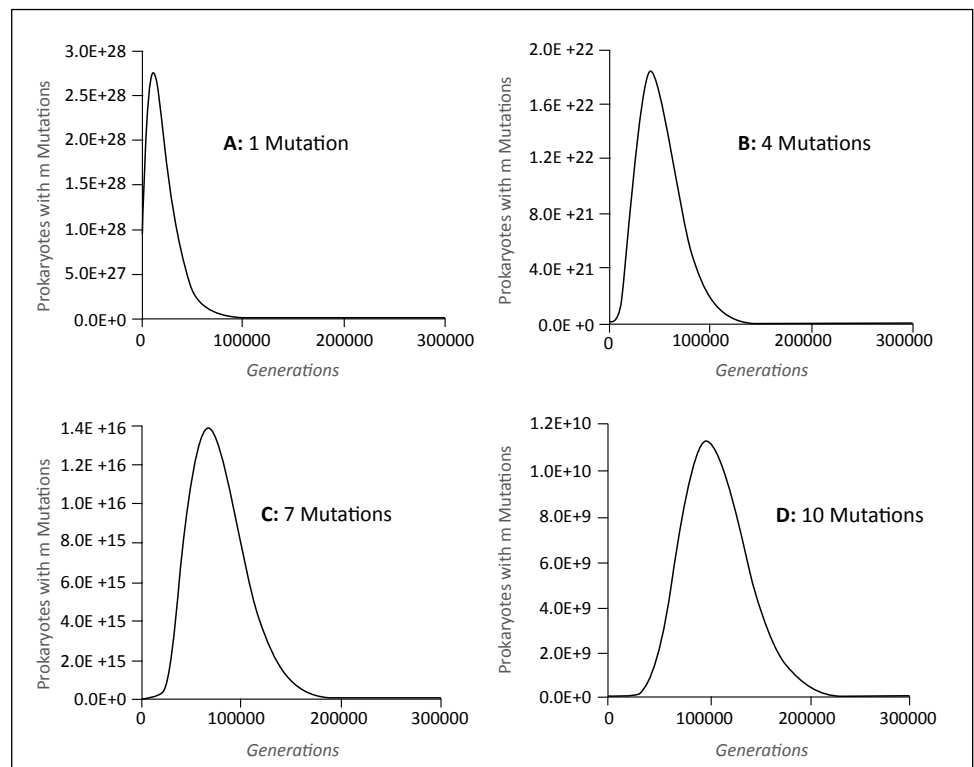 3.0E+28
2.5E+28
2.0E+28
1.5E+28
1.0E+28
5.0E+27
0.0E+0
Prokaryotes with m Mutations
A: 1 Mutation
0 100000 200000 300000
Generations
2.0E +22
1.6E +22
1.2E +22
8.0E +21
4.0E +21
0.0E +0
Prokaryotes with m Mutations
B: 4 Mutations
0 100000 200000 300000
Generations
1.4E +16
1.2E +16
1.0E +16
8.0E +15
6.0E +15
4.0E +15
2.0E +15
0.0E+0
Prokaryotes with m Mutations
C: 7 Mutations
0 100000 200000 300000
Generations
1.2E+10
1.0E+10
8.0E+9
6.0E+9
4.0E+9
2.0E+9
0.0E+0
Prokaryotes with m Mutations
D: 10 Mutations
0 100000 200000 300000
Generations